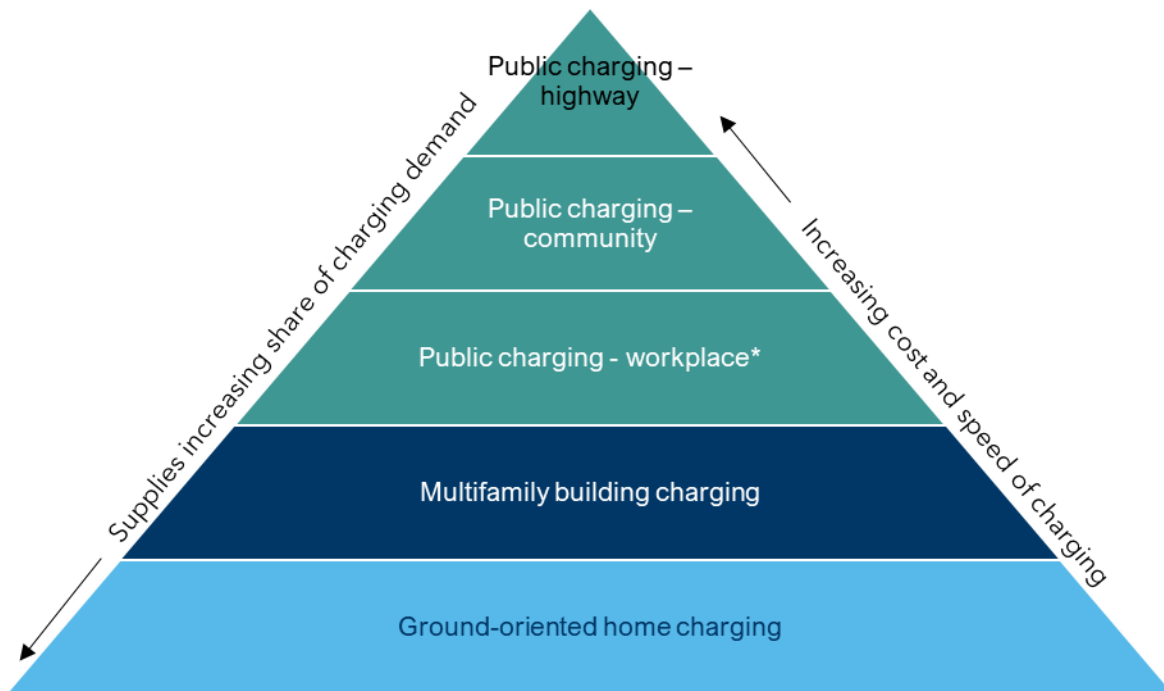 Public charging –
highway
Public charging –
community
Public charging - workplace*
Multifamily building charging
Ground-oriented home charging
Supplies increasing share of charging demand
Increasing cost and speed of charging